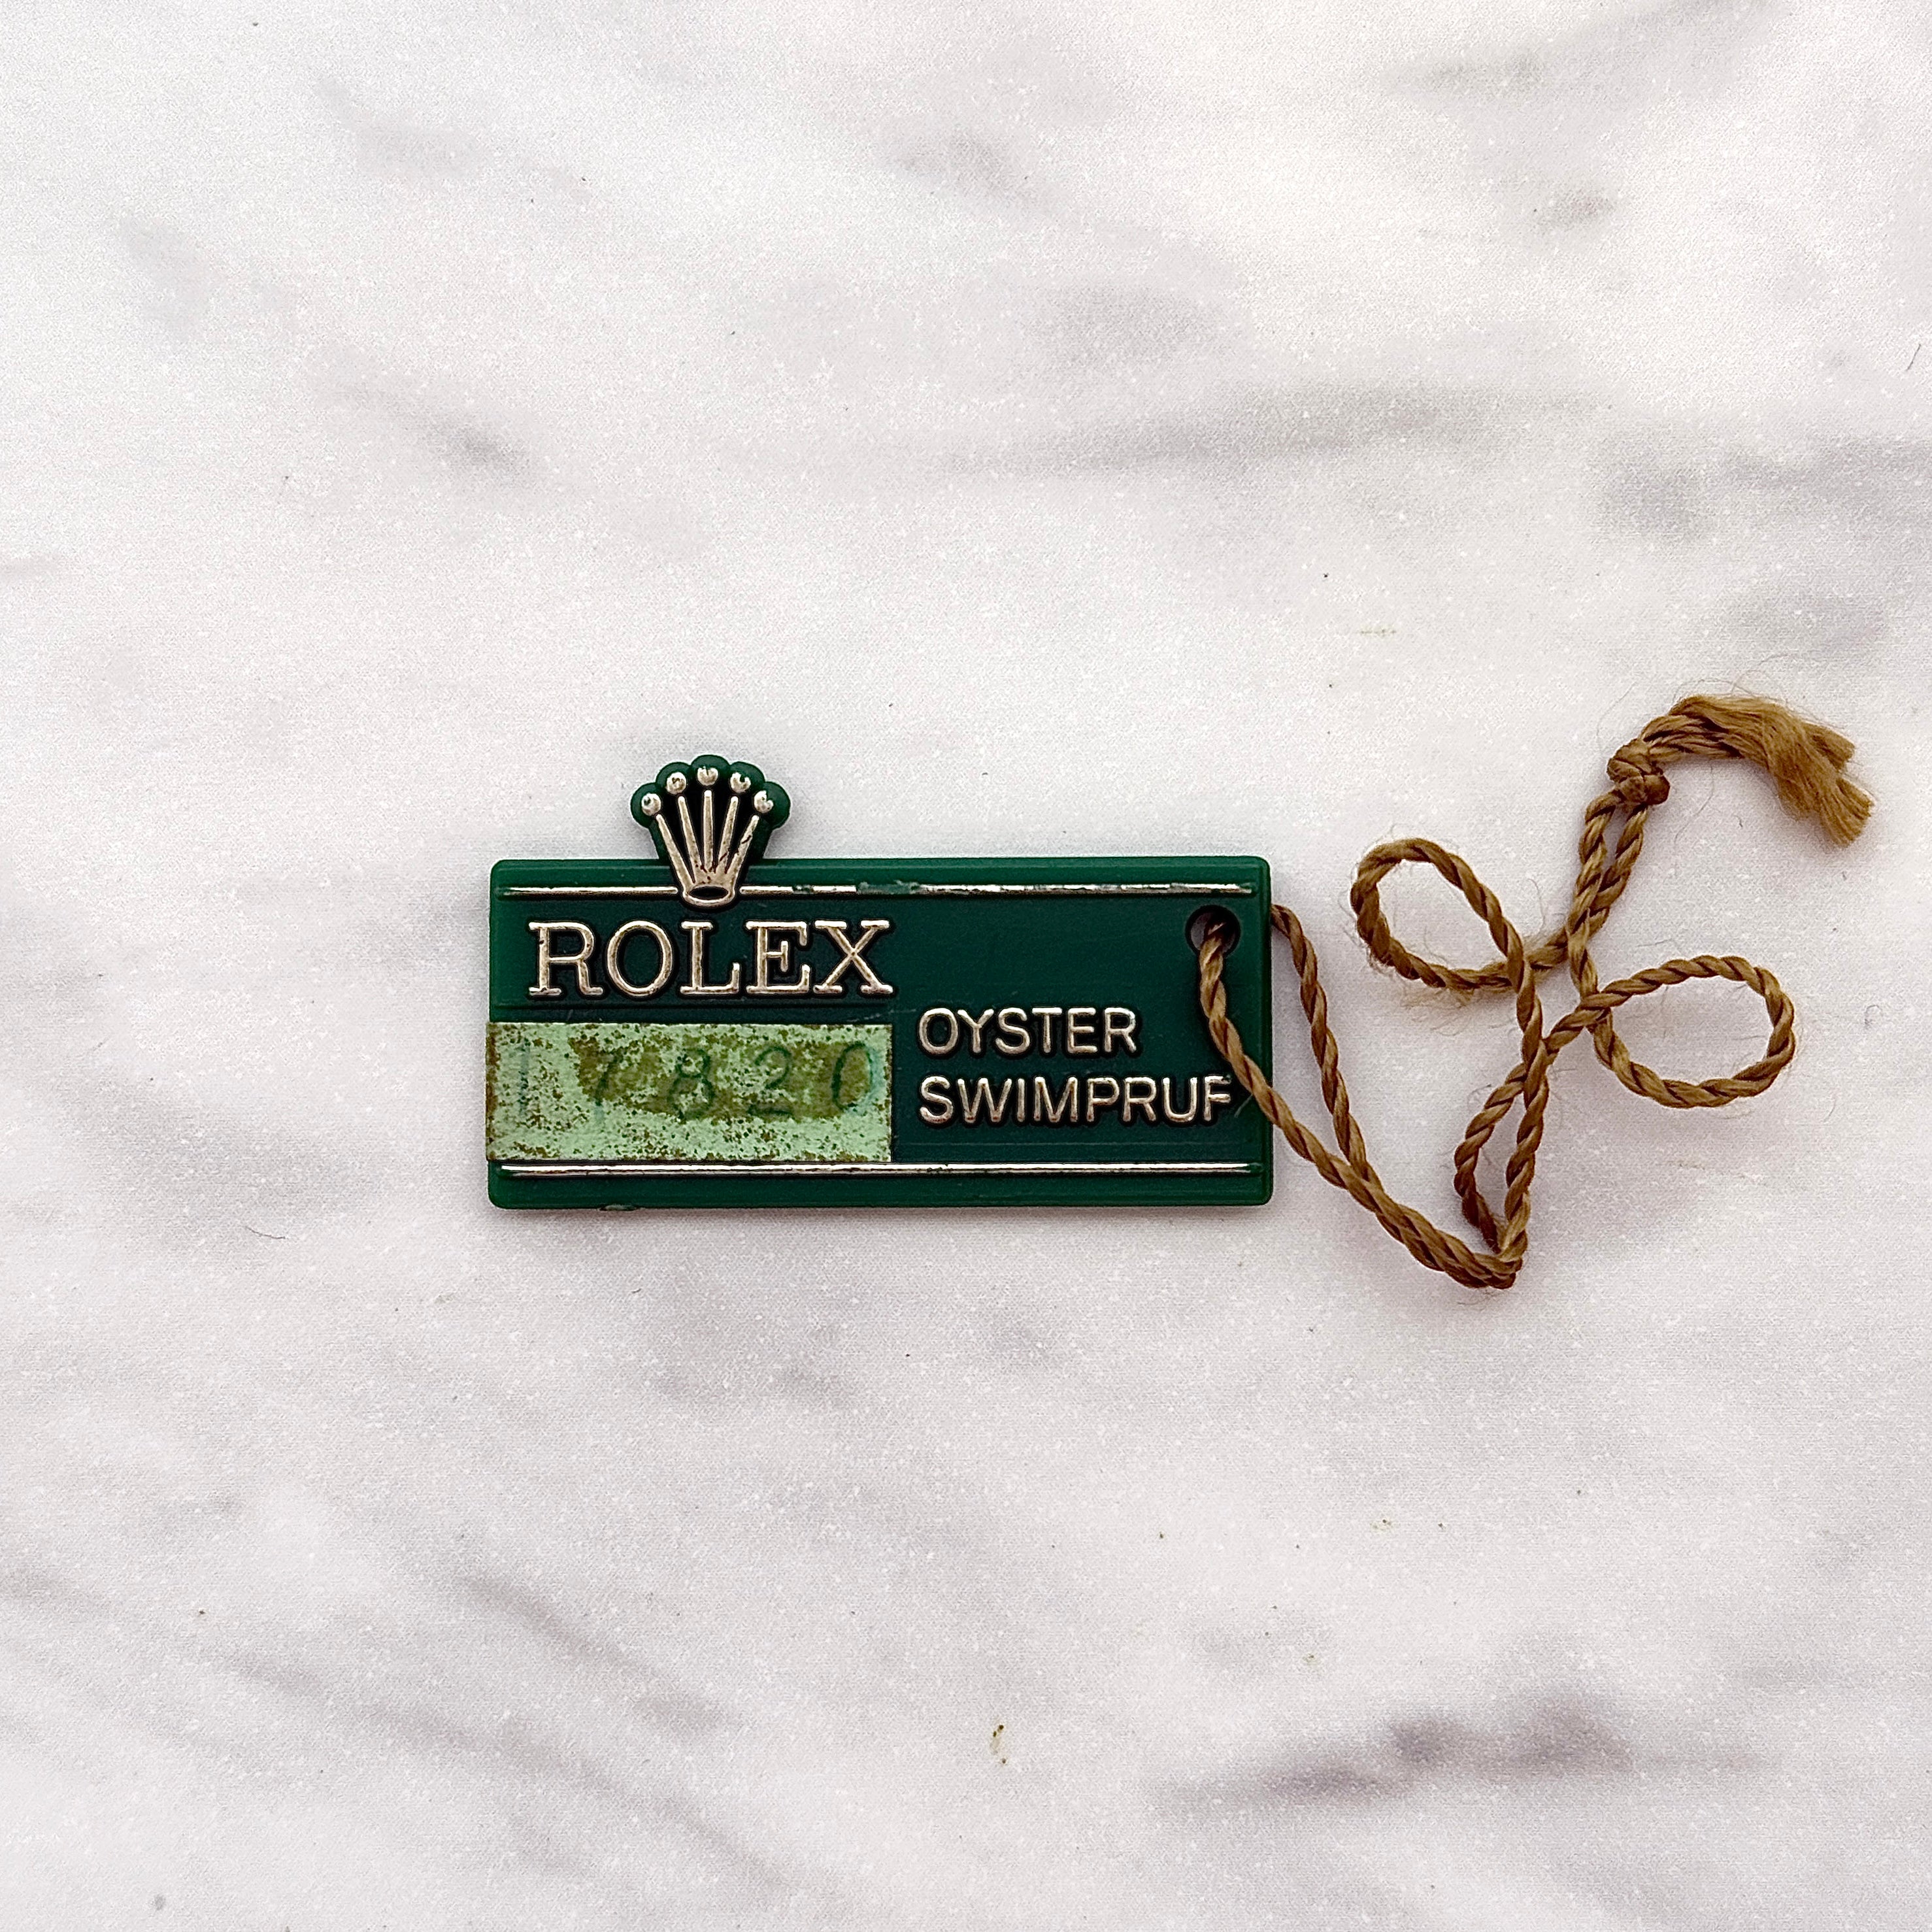 ROLEX
17820
OYSTER
SWIMPRUF